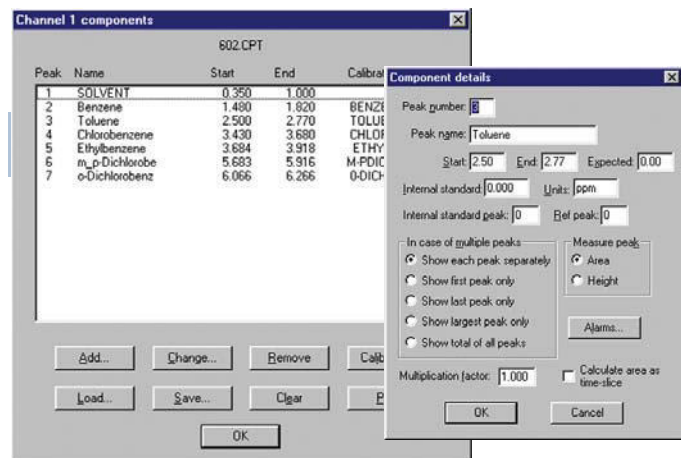 Channel 1 components
602.CPT
Peak Name Start End Calibrat
1 SOLVENT 0.350 1.000
2 Benzene 1.480 1.820 BENZE
3 Toluene 2.500 2.770 TOLUE
4 Chlorobenzene 3.430 3.680 CHLOF
5 Ethylbenzene 3.684 3.918 ETHY
6 m_p-Dichlorobe 5.683 5.916 M-PDIC
7 o-Dichlorobenz 6.066 6.266 O-DICH
Add... Change... Remove Calib
Load... Save... Clear P
OK
Component details
Peak number: 3
Peak name: Toluene
Start: 2.50 End: 2.77 Expected: 0.00
Internal standard: 0.000 Units: ppm
Internal standard peak: 0 Ref peak: 0
In case of multiple peaks
Show each peak separately
Show first peak only
Show last peak only
Show largest peak only
Show total of all peaks
Measure peak
Area
Height
Alarms...
Multiplication factor: 1.000
Calculate area as
time-slice
OK Cancel